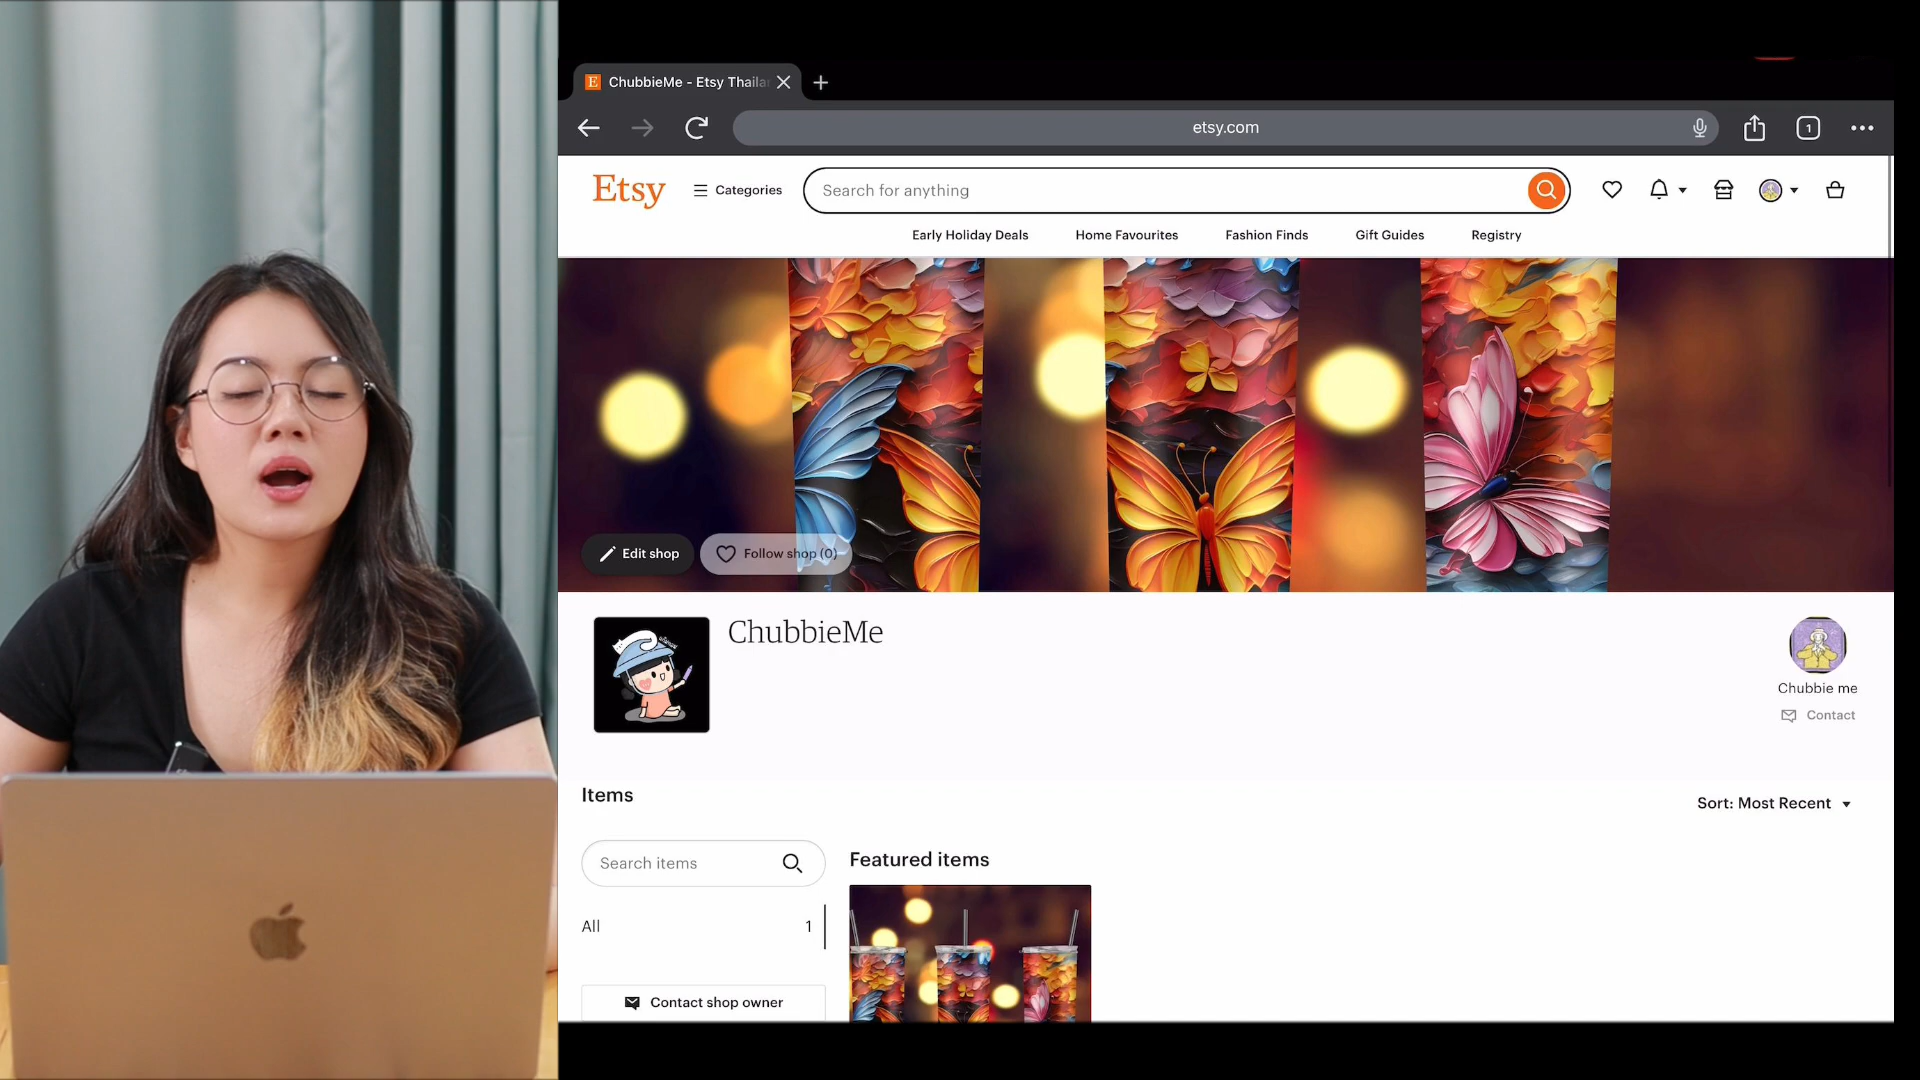 ChubbieMe - Etsy Thaila
etsy.com
1
Etsy
Categories
Search for anything
Early Holiday Deals
Home Favourites
Fashion Finds
Gift Guides
Registry
Edit shop
Follow shop (0)
ChubbieMe
Chubbie me
Contact
Items
Sort: Most Recent
Search items
Featured items
All
1
Contact shop owner